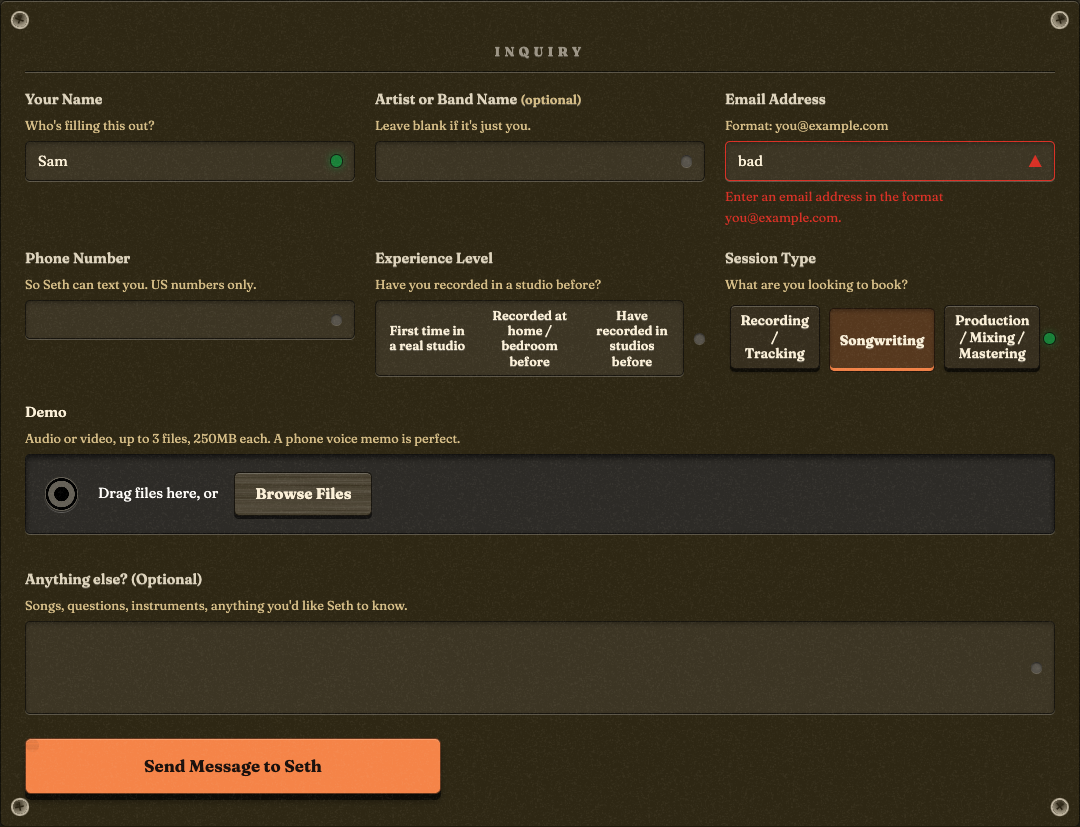 INQUIRY
Your Name
Who's filling this out?
Sam
Artist or Band Name (optional)
Leave blank if it's just you.
Email Address
Format: you@example.com
bad
Enter an email address in the format
you@example.com.
Phone Number
So Seth can text you. US numbers only.
Experience Level
Have you recorded in a studio before?
First time in
a real studio
Recorded at
home /
bedroom
before
Have
recorded in
studios
before
Session Type
What are you looking to book?
Recording
/
Tracking
Songwriting
Production
/ Mixing /
Mastering
Demo
Audio or video, up to 3 files, 250MB each. A phone voice memo is perfect.
Drag files here, or
Browse Files
Anything else? (Optional)
Songs, questions, instruments, anything you'd like Seth to know.
Send Message to Seth